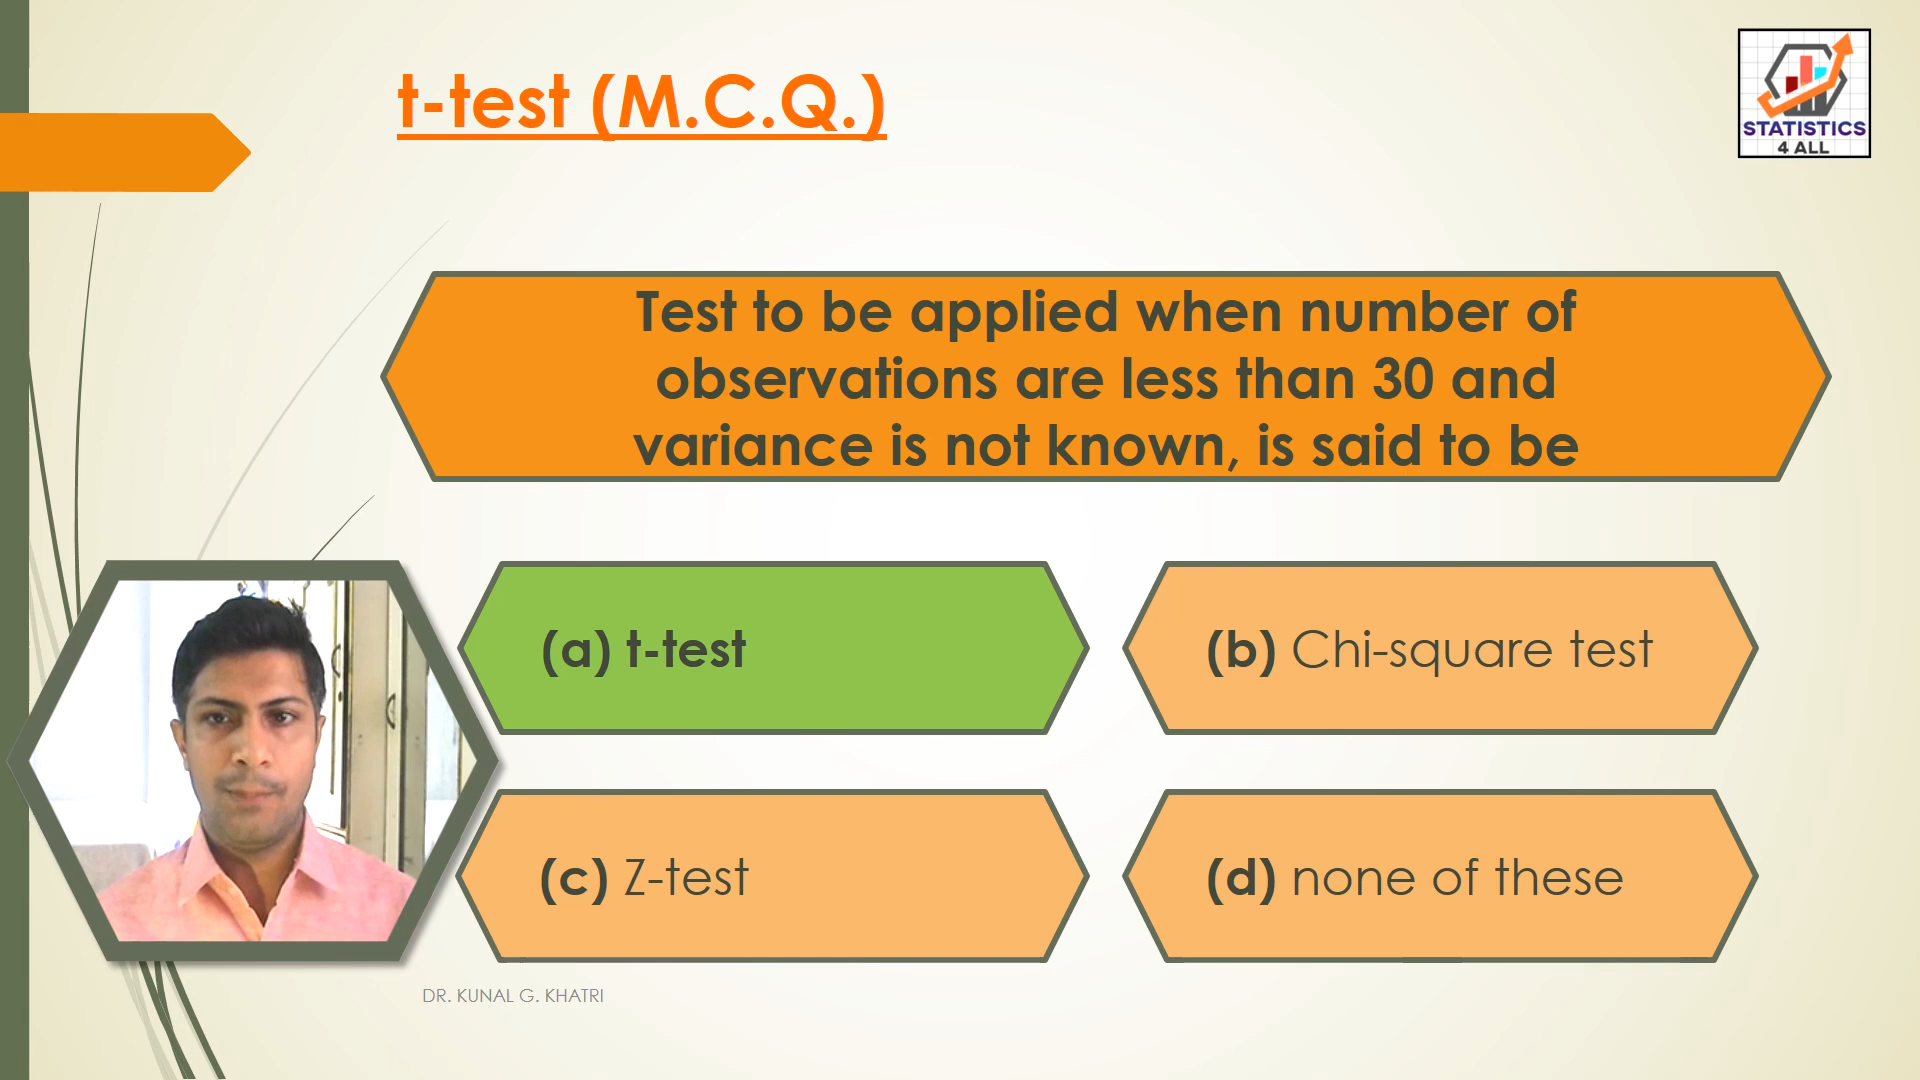 t-test (M.C.Q.)
STATISTICS
4 ALL
Test to be applied when number of
observations are less than 30 and
variance is not known, is said to be
(a) t-test
(b) Chi-square test
(c) Z-test
(d) none of these
DR. KUNAL G. KHATRI